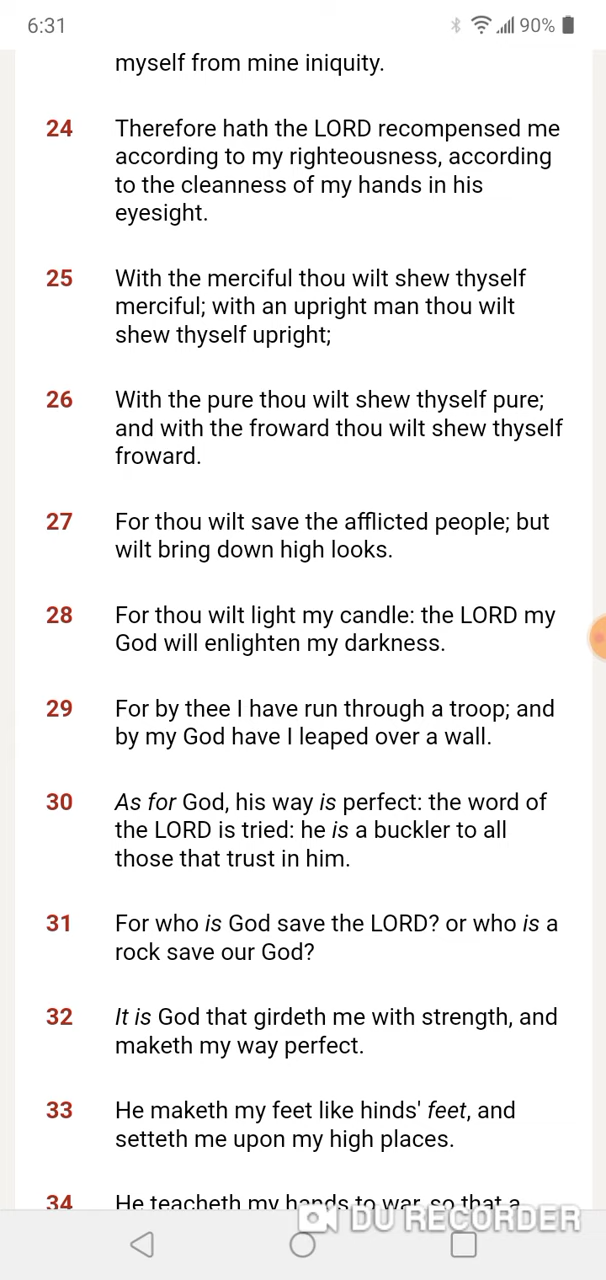 6:31
90%
myself from mine iniquity.
24 Therefore hath the LORD recompensed me
according to my righteousness, according
to the cleanness of my hands in his
eyesight.
25 With the merciful thou wilt shew thyself
merciful; with an upright man thou wilt
shew thyself upright;
26 With the pure thou wilt shew thyself pure;
and with the froward thou wilt shew thyself
froward.
27 For thou wilt save the afflicted people; but
wilt bring down high looks.
28 For thou wilt light my candle: the LORD my
God will enlighten my darkness.
29 For by thee I have run through a troop; and
by my God have I leaped over a wall.
30 As for God, his way is perfect: the word of
the LORD is tried: he is a buckler to all
those that trust in him.
31 For who is God save the LORD? or who is a
rock save our God?
32 It is God that girdeth me with strength, and
maketh my way perfect.
33 He maketh my feet like hinds' feet, and
setteth me upon my high places.
34 He teacheth my hands to war, so that a
DU RECORDER